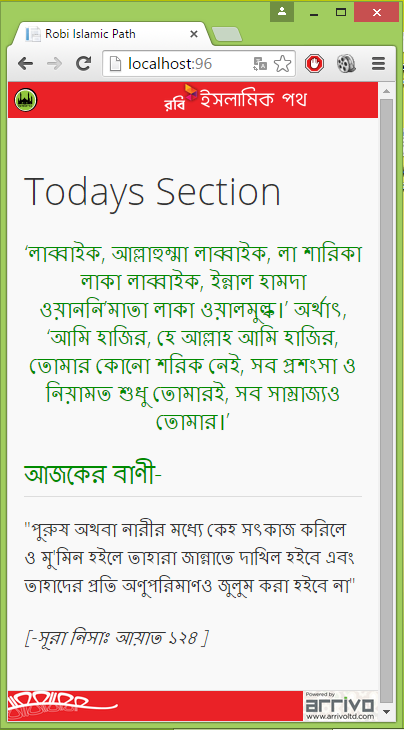 Robi Islamic Path
localhost:96
রবি ইসলামিক পথ
Todays Section
‘লাব্বাইক, আল্লাহুম্মা লাব্বাইক, লা শারিকা
লাকা লাব্বাইক, ইন্নাল হামদা
ওয়ান​নি’মাতা লাকা ওয়ালমুল্ক।’ অর্থাৎ,
‘আমি হাজির, হে আল্লাহ আমি হাজির,
তোমার কোনো শরিক নেই, সব প্রশংসা ও
নিয়ামত শুধু তোমারই, সব সাম্রাজ্যও
তোমার।’
আজকের বাণী-
"পুরুষ অথবা নারীর মধ্যে কেহ সৎকাজ করিলে
ও মু'মিন হইলে তাহারা জান্নাতে দাখিল হইবে এবং
তাহাদের প্রতি অণুপরিমাণও জুলুম করা হইবে না"
[-সূরা নিসাঃ আয়াত ১২৪ ]
Powered by
arrivo
www.arrivoltd.com